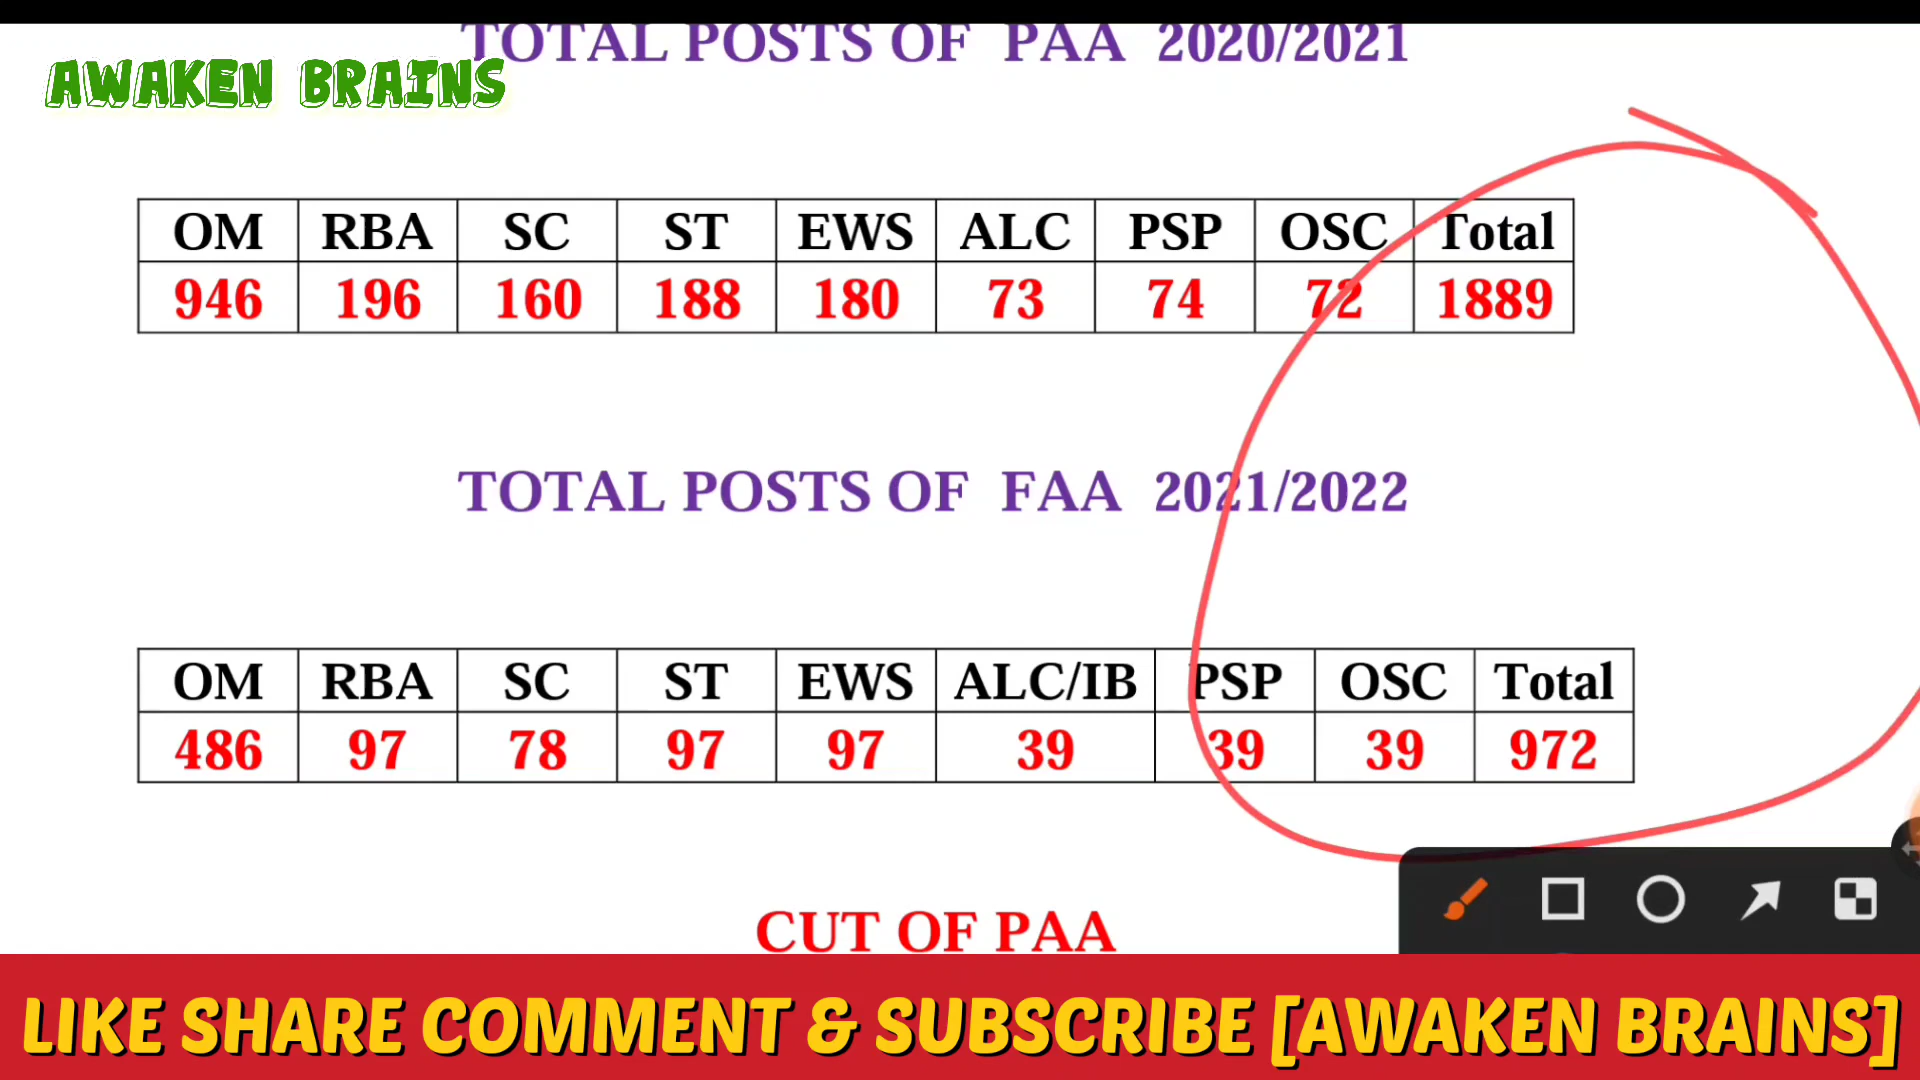 TOTAL POSTS OF PAA 2020/2021
AWAKEN BRAINS
OM RBA SC ST EWS ALC PSP OSC Total
946 196 160 188 180 73 74 72 1889
TOTAL POSTS OF FAA 2021/2022
OM RBA SC ST EWS ALC/IB PSP OSC Total
486 97 78 97 97 39 39 39 972
CUT OF PAA
LIKE SHARE COMMENT & SUBSCRIBE [AWAKEN BRAINS]